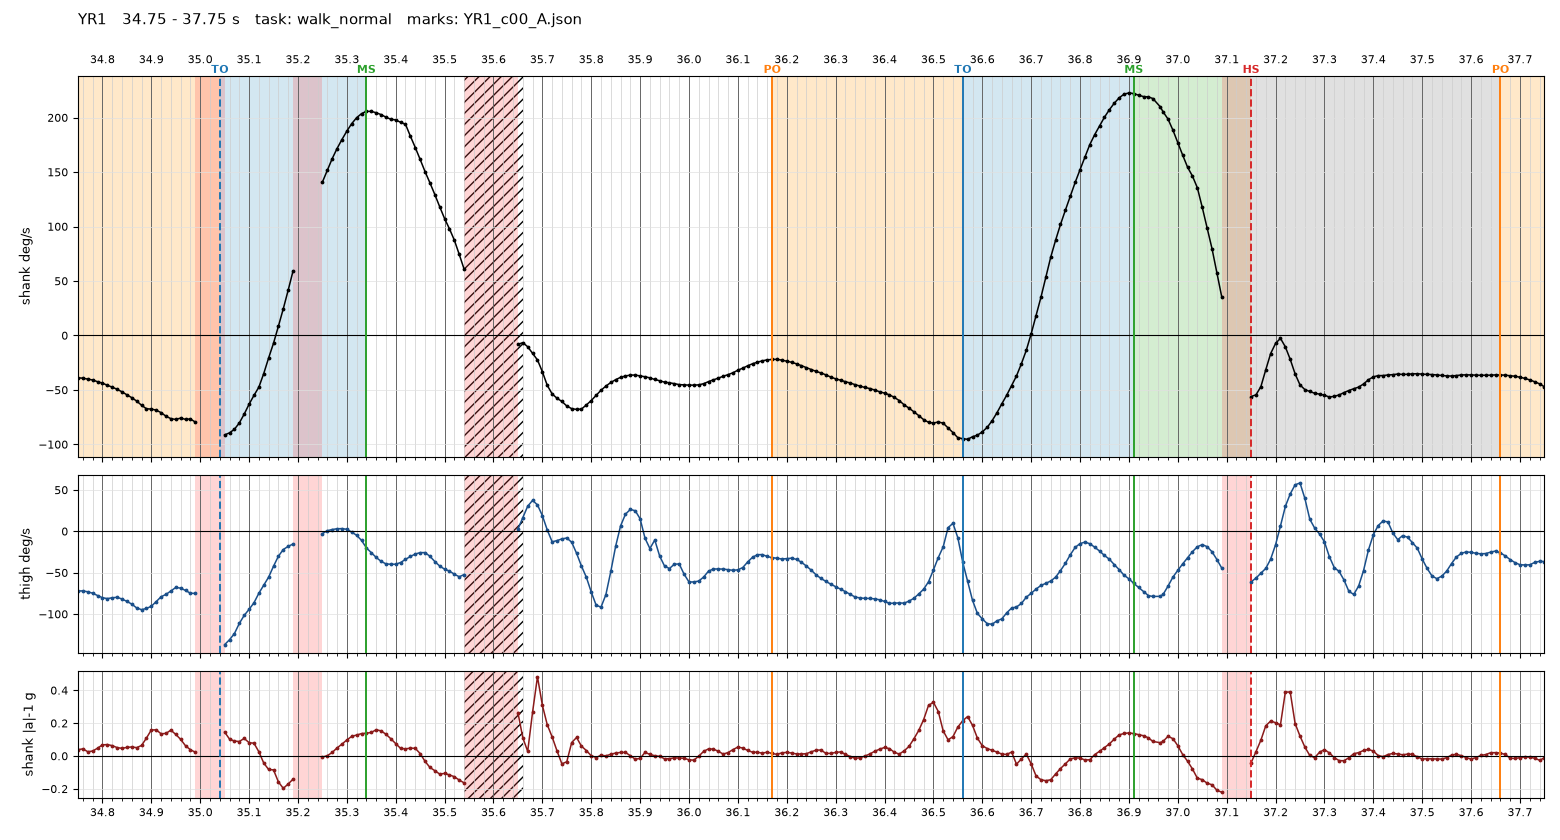 YR1   34.75 - 37.75 s   task: walk_normal   marks: YR1_c00_A.json
34.8 34.9 35.0 35.1 35.2 35.3 35.4 35.5 35.6 35.7 35.8 35.9 36.0 36.1 36.2 36.3 36.4 36.5 36.6 36.7 36.8 36.9 37.0 37.1 37.2 37.3 37.4 37.5 37.6 37.7
TO MS PO TO MS HS PO
shank deg/s
200
150
100
50
0
−50
−100
thigh deg/s
50
0
−50
−100
shank |a|-1 g
0.4
0.2
0.0
−0.2
34.8 34.9 35.0 35.1 35.2 35.3 35.4 35.5 35.6 35.7 35.8 35.9 36.0 36.1 36.2 36.3 36.4 36.5 36.6 36.7 36.8 36.9 37.0 37.1 37.2 37.3 37.4 37.5 37.6 37.7